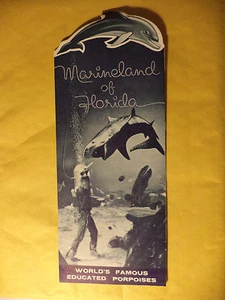 Marineland
of
Florida
WORLD'S FAMOUS
EDUCATED PORPOISES